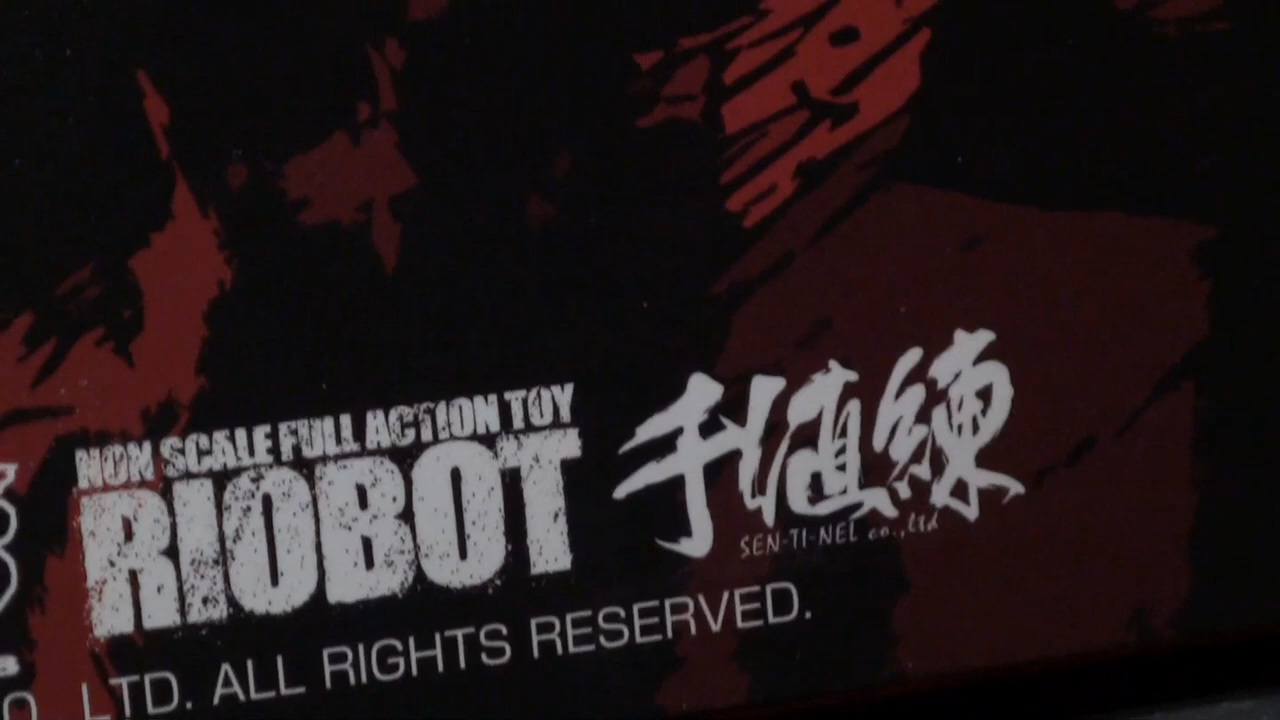 NON SCALE FULL ACTION TOY
RIOBOT
千値練
SEN-TI-NEL co.,ltd
LTD. ALL RIGHTS RESERVED.